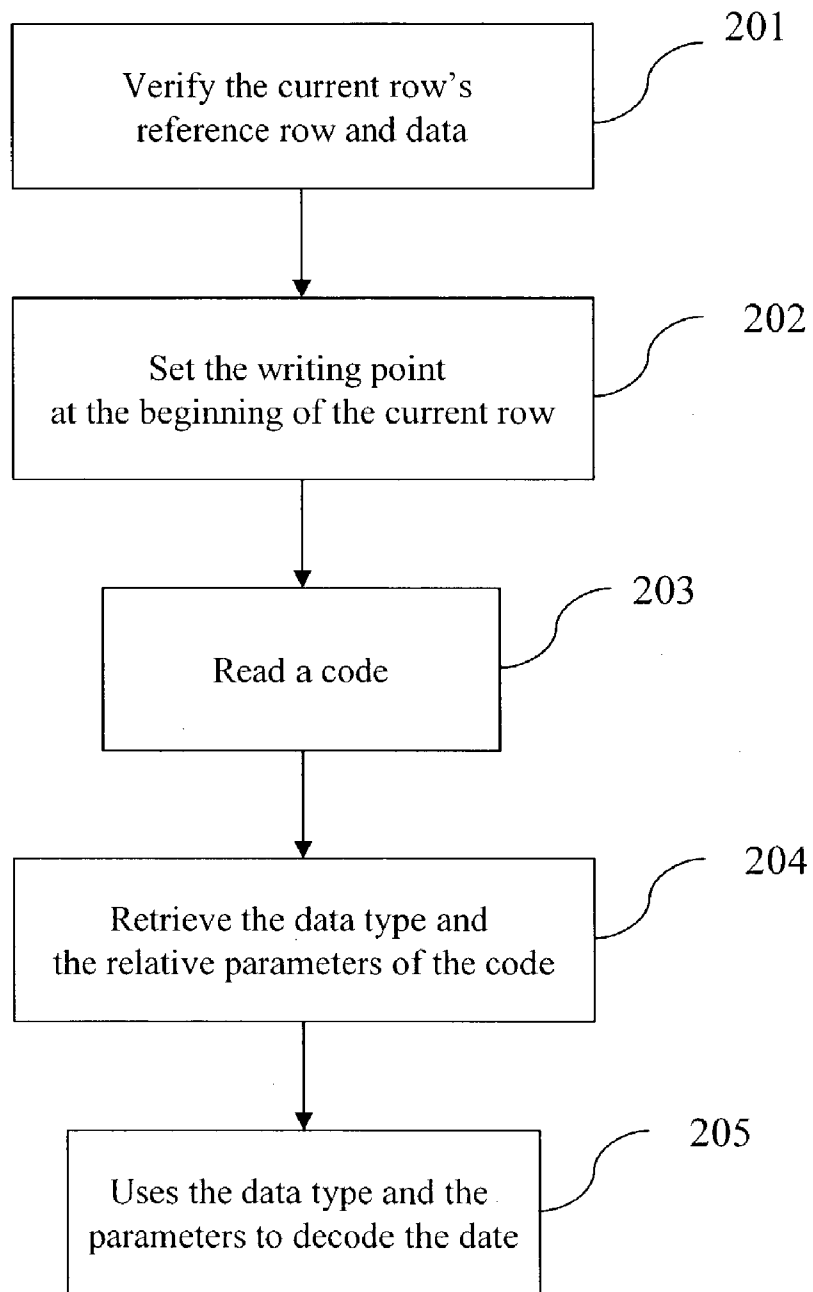 201
Verify the current row's
reference row and data
202
Set the writing point
at the beginning of the current row
203
Read a code
204
Retrieve the data type and
the relative parameters of the code
205
Uses the data type and the
parameters to decode the date